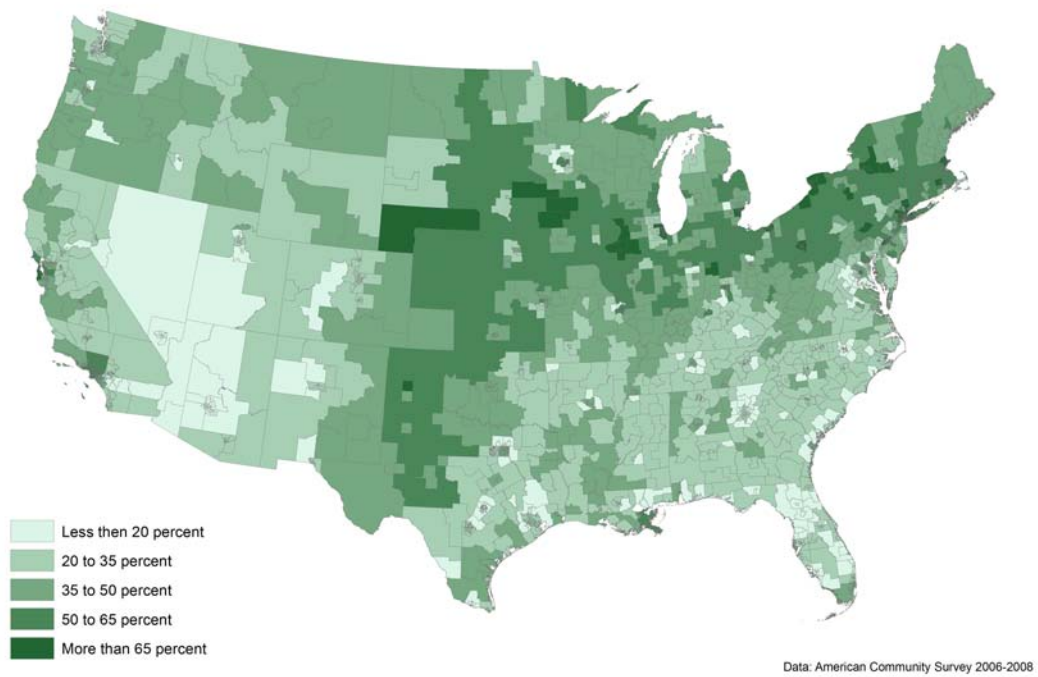 Less then 20 percent
20 to 35 percent
35 to 50 percent
50 to 65 percent
More than 65 percent
Data: American Community Survey 2006-2008